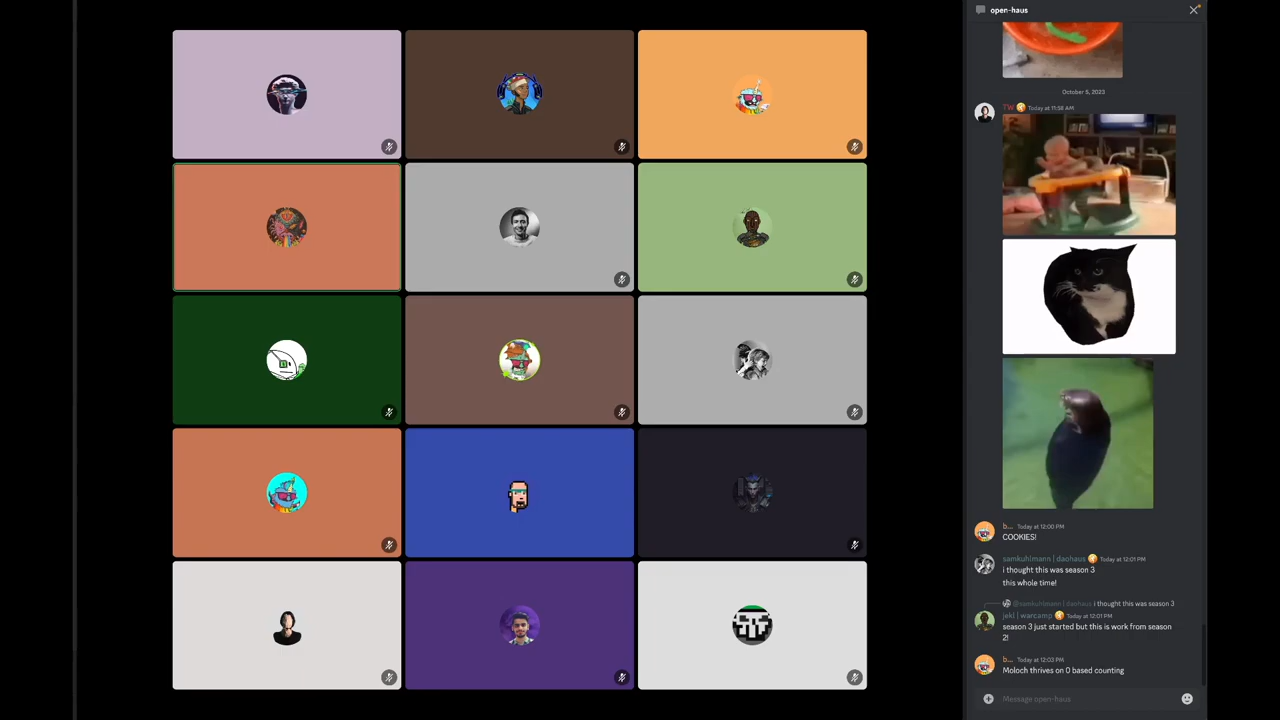 open-haus
October 5, 2023
TW Today at 11:58 AM
b... Today at 12:00 PM
COOKIES!
samkuhlmann | daohaus Today at 12:01 PM
i thought this was season 3
this whole time!
@samkuhlmann | daohaus i thought this was season 3
jekl | warcamp Today at 12:01 PM
season 3 just started but this is work from season
2!
b... Today at 12:03 PM
Moloch thrives on 0 based counting
Message open-haus